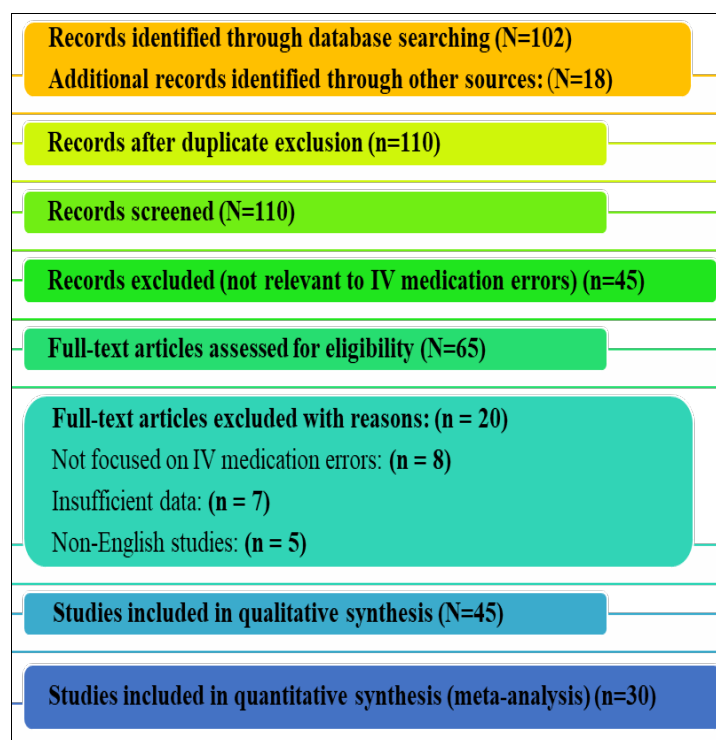 Records identified through database searching (N=102)
Additional records identified through other sources: (N=18)
Records after duplicate exclusion (n=110)
Records screened (N=110)
Records excluded (not relevant to IV medication errors) (n=45)
Full-text articles assessed for eligibility (N=65)
Full-text articles excluded with reasons: (n = 20)
Not focused on IV medication errors: (n = 8)
Insufficient data: (n = 7)
Non-English studies: (n = 5)
Studies included in qualitative synthesis (N=45)
Studies included in quantitative synthesis (meta-analysis) (n=30)